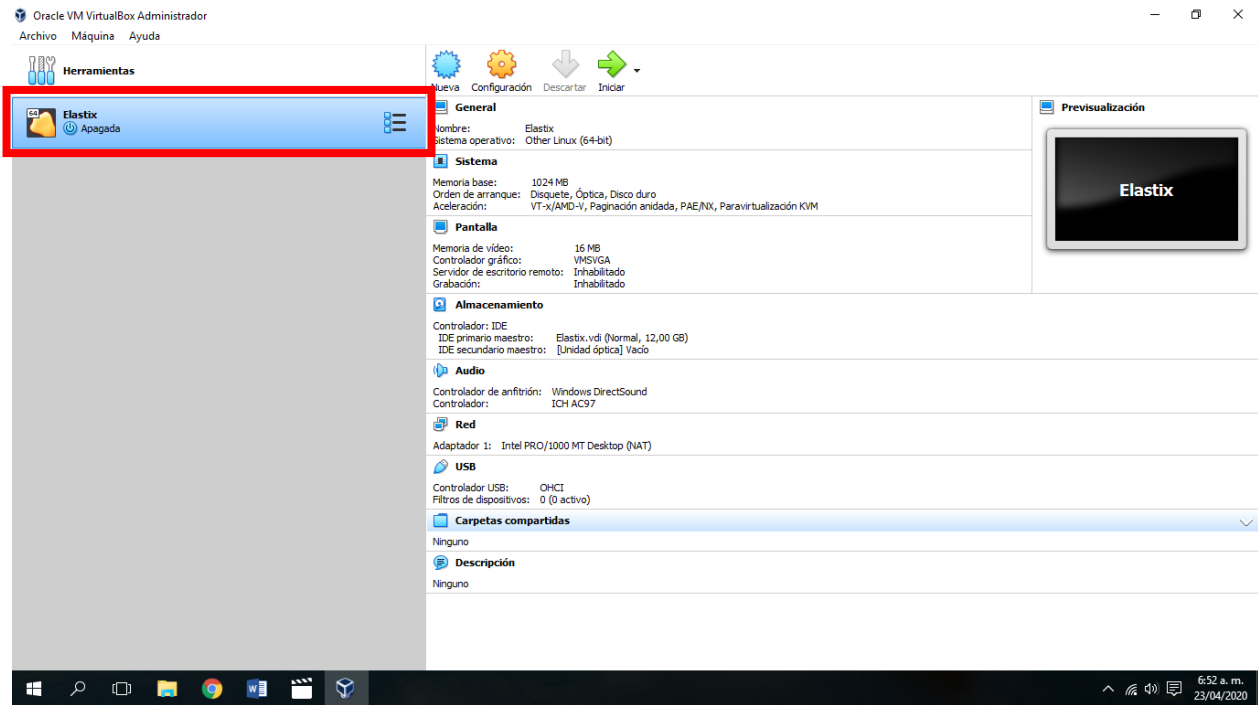 Oracle VM VirtualBox Administrador
Archivo Máquina Ayuda
Herramientas
64
Elastix
Apagada
Nueva Configuración Descartar Iniciar
General
Nombre: Elastix
Sistema operativo: Other Linux (64-bit)
Sistema
Memoria base: 1024 MB
Orden de arranque: Disquete, Óptica, Disco duro
Aceleración: VT-x/AMD-V, Paginación anidada, PAE/NX, Paravirtualización KVM
Pantalla
Memoria de vídeo: 16 MB
Controlador gráfico: VMSVGA
Servidor de escritorio remoto: Inhabilitado
Grabación: Inhabilitado
Almacenamiento
Controlador: IDE
IDE primario maestro: Elastix.vdi (Normal, 12,00 GB)
IDE secundario maestro: [Unidad óptica] Vacío
Audio
Controlador de anfitrión: Windows DirectSound
Controlador: ICH AC97
Red
Adaptador 1: Intel PRO/1000 MT Desktop (NAT)
USB
Controlador USB: OHCI
Filtros de dispositivos: 0 (0 activo)
Carpetas compartidas
Ninguno
Descripción
Ninguno
Previsualización
Elastix
6:52 a. m.
23/04/2020